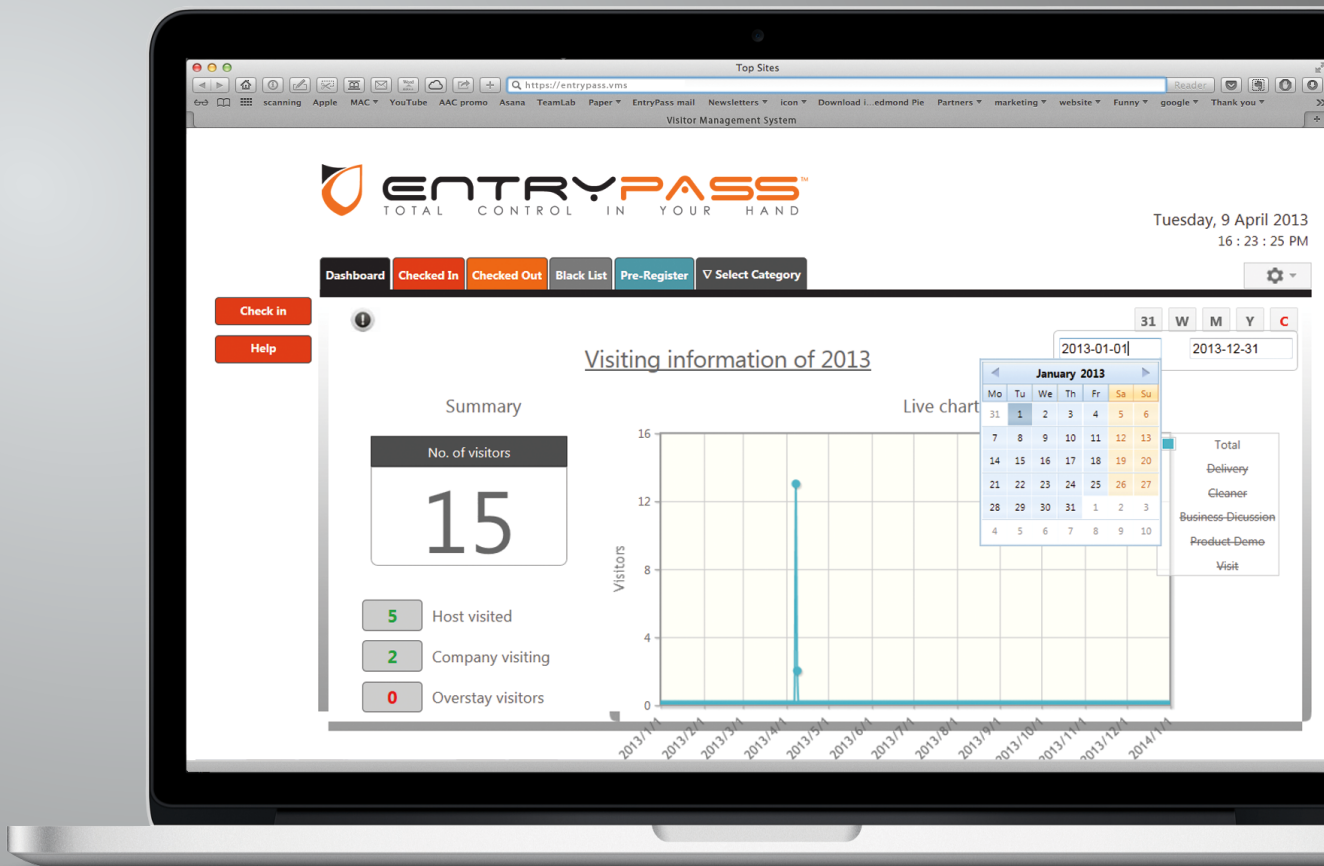 Top Sites
https://entrypass.vms
Reader
scanning Apple MAC YouTube AAC promo Asana TeamLab Paper EntryPass mail Newsletters icon Download i...edmond Pie Partners marketing website Funny google Thank you
Visitor Management System
ENTRYPASS™
TOTAL CONTROL IN YOUR HAND
Tuesday, 9 April 2013
16 : 23 : 25 PM
Dashboard Checked In Checked Out Black List Pre-Register Select Category
Check in
Help
31 W M Y C
2013-01-01 2013-12-31
Visiting information of 2013
January 2013
Mo Tu We Th Fr Sa Su
31 1 2 3 4 5 6
7 8 9 10 11 12 13
14 15 16 17 18 19 20
21 22 23 24 25 26 27
28 29 30 31 1 2 3
4 5 6 7 8 9 10
Summary
No. of visitors
15
5 Host visited
2 Company visiting
0 Overstay visitors
Live chart
Visitors
16
12
8
4
0
2013/1/1 2013/2/1 2013/3/1 2013/4/1 2013/5/1 2013/6/1 2013/7/1 2013/8/1 2013/9/1 2013/10/1 2013/11/1 2013/12/1 2014/1/1
Total
Delivery
Cleaner
Business Dicussion
Product Demo
Visit